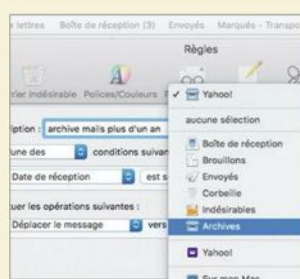 lettres Boîte de réception (3) Envoyés Marqués Transpo
Règles
rier Indésirable Polices/Couleurs
Yahoo!
aucune sélection
ption : archive mails plus d'un an
Boîte de réception
une des conditions suivan
Brouillons
Envoyés
Date de réception est s
Corbeille
Indésirables
uer les opérations suivantes :
Archives
Déplacer le message vers
Yahoo!
Sur mon Mac